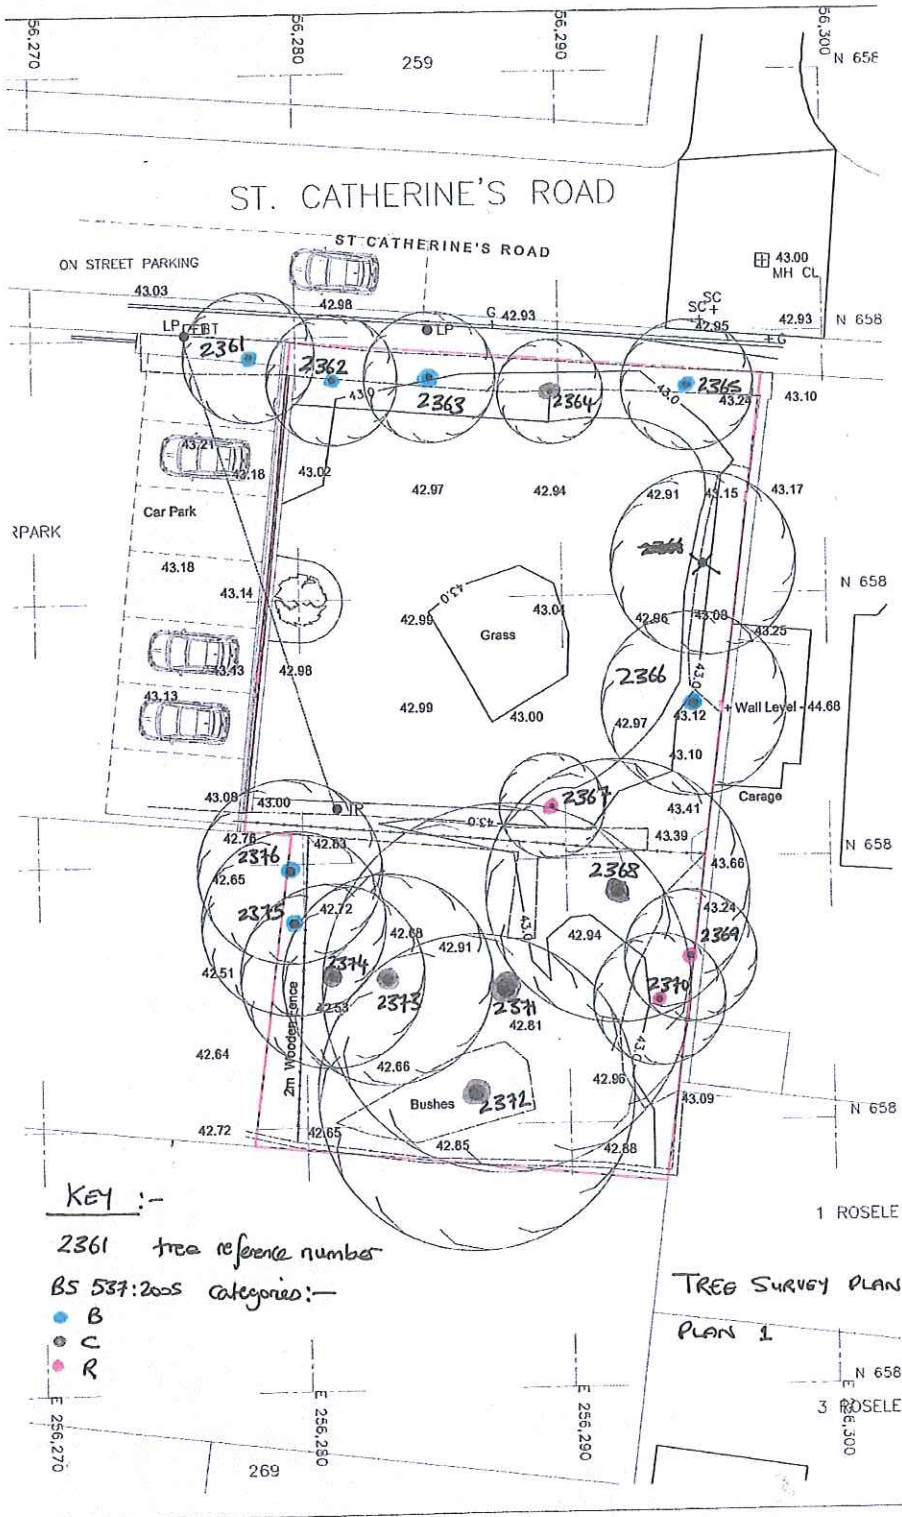 56,270
56,280
56,290
56,300
259
N 658
ST. CATHERINE'S ROAD
ST CATHERINE'S ROAD
ON STREET PARKING
43.00
MH CL
43.03
42.98
G
42.93
SC
SC
42.95
42.93
N 658
LP
BT
LP
G
2361
2362
2363
2364
2365
43.0
43.0
43.24
43.10
43.21
43.18
43.02
42.97
42.94
42.91
43.15
43.17
Car Park
RPARK
43.18
43.14
42.99
43.0
43.01
Grass
42.96
43.08
N 658
43.25
43.43
42.98
2366
43.0
43.13
42.99
43.00
42.97
43.12
Wall Level - 44.68
43.10
43.08
43.00
2367
43.41
Carage
43.0
43.39
42.76
42.83
N 658
2376
42.65
2368
43.66
42.72
2375
43.0
42.94
43.24
42.68
42.91
2369
42.51
2374
2373
2371
2370
42.53
42.81
2m Wooden Fence
43.0
42.64
42.66
42.96
Bushes
2372
43.09
N 658
42.72
42.65
42.85
42.88
KEY :-
2361 tree reference number
BS 537:2005 categories:-
B
C
R
1 ROSELE
TREE SURVEY PLAN
PLAN 1
N 658
3 ROSELE
E 256,270
E 256,280
E 256,290
E 256,300
269